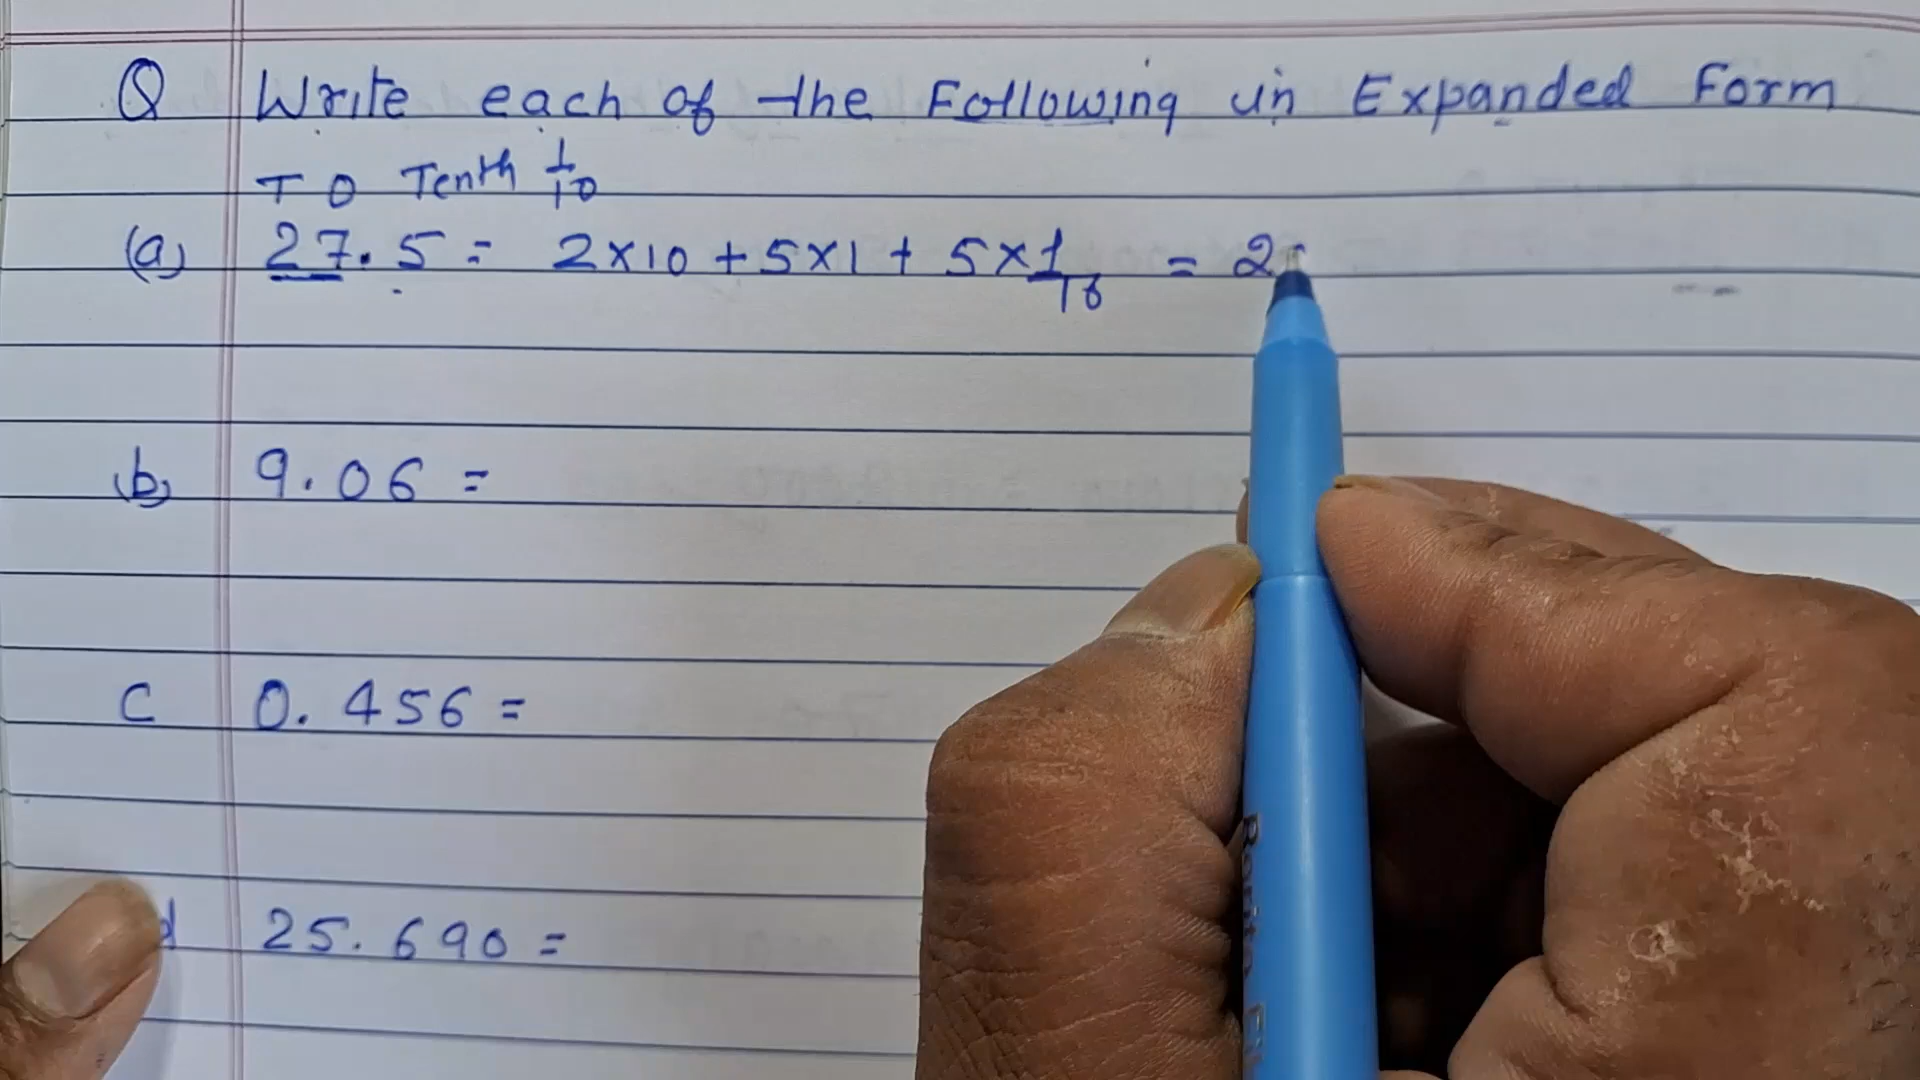 Q Write each of the Following in Expanded Form
T O Tenth 1/10
(a) 27.5 = 2×10 + 5×1 + 5×1/10 = 2
(b) 9.06 =
C 0.456 =
d 25.690 =